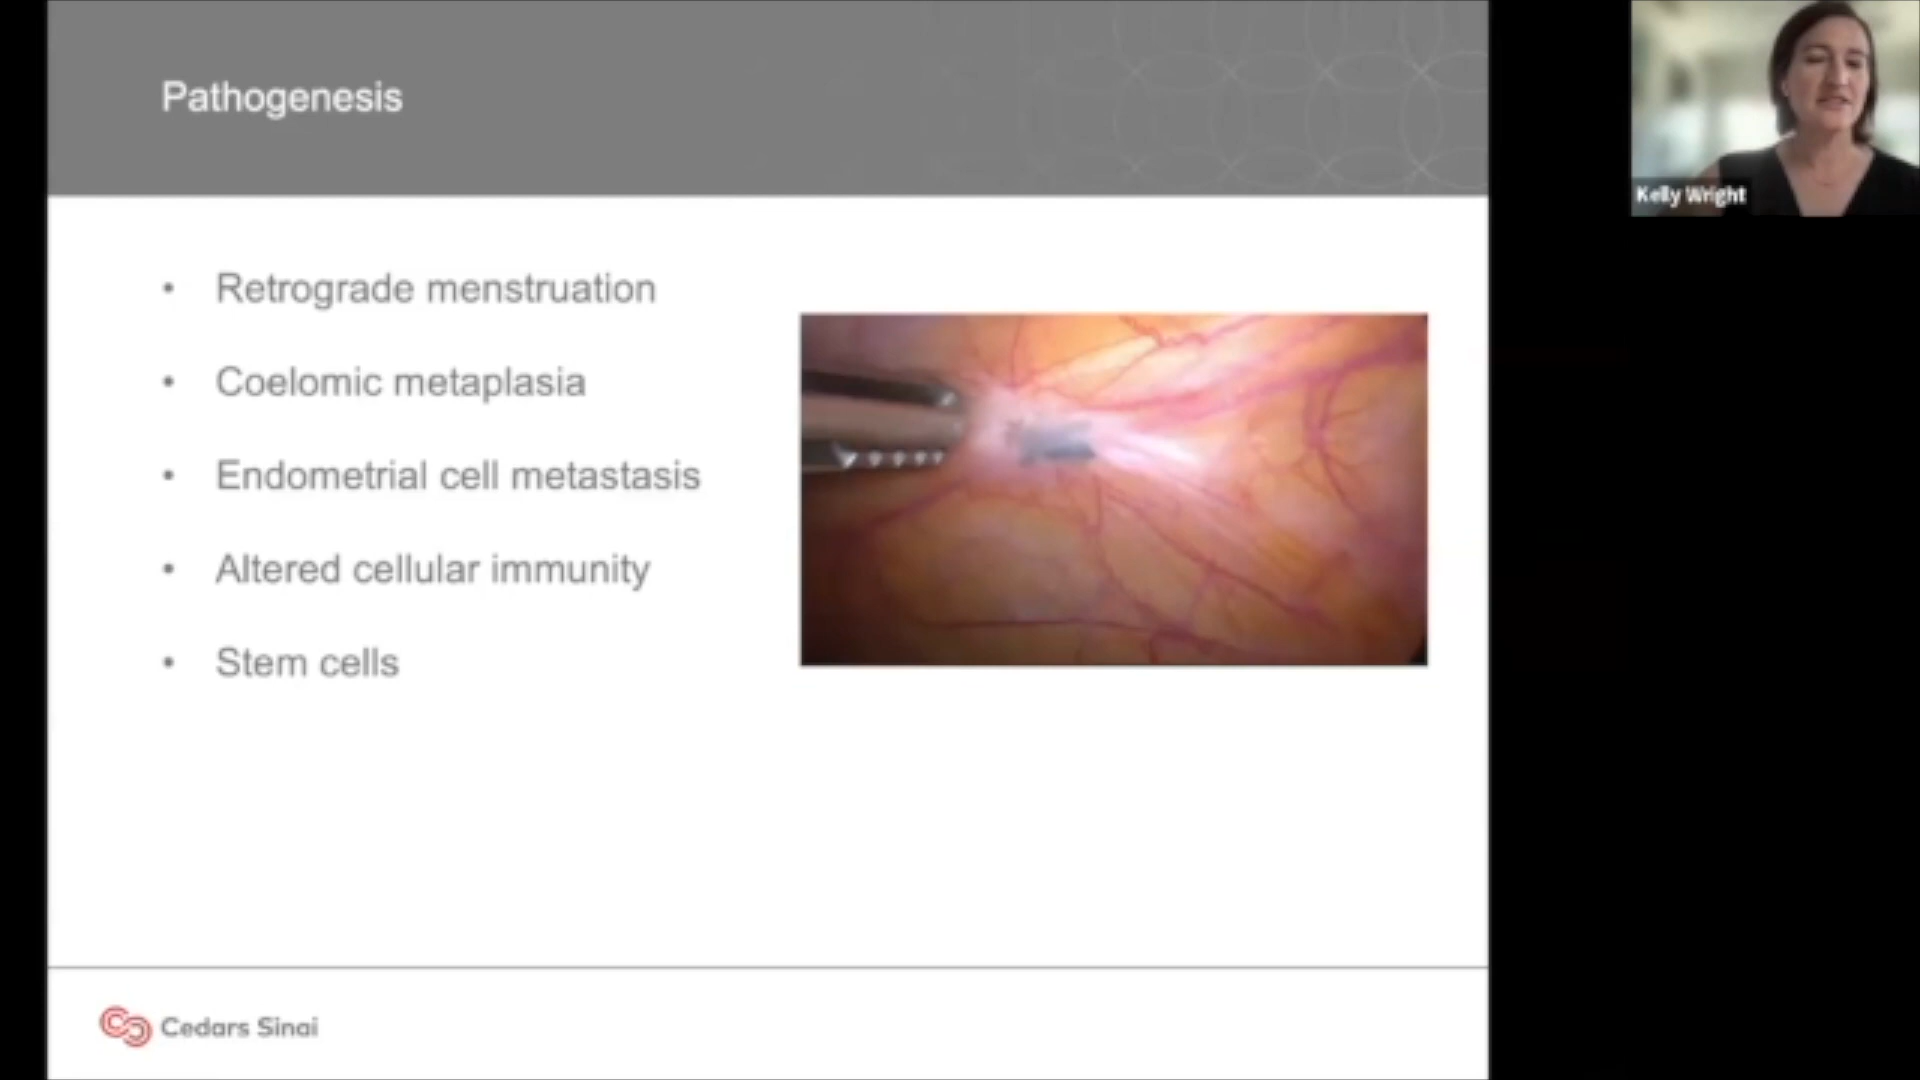 Pathogenesis
Kelly Wright
• Retrograde menstruation
• Coelomic metaplasia
• Endometrial cell metastasis
• Altered cellular immunity
• Stem cells
Cedars Sinai